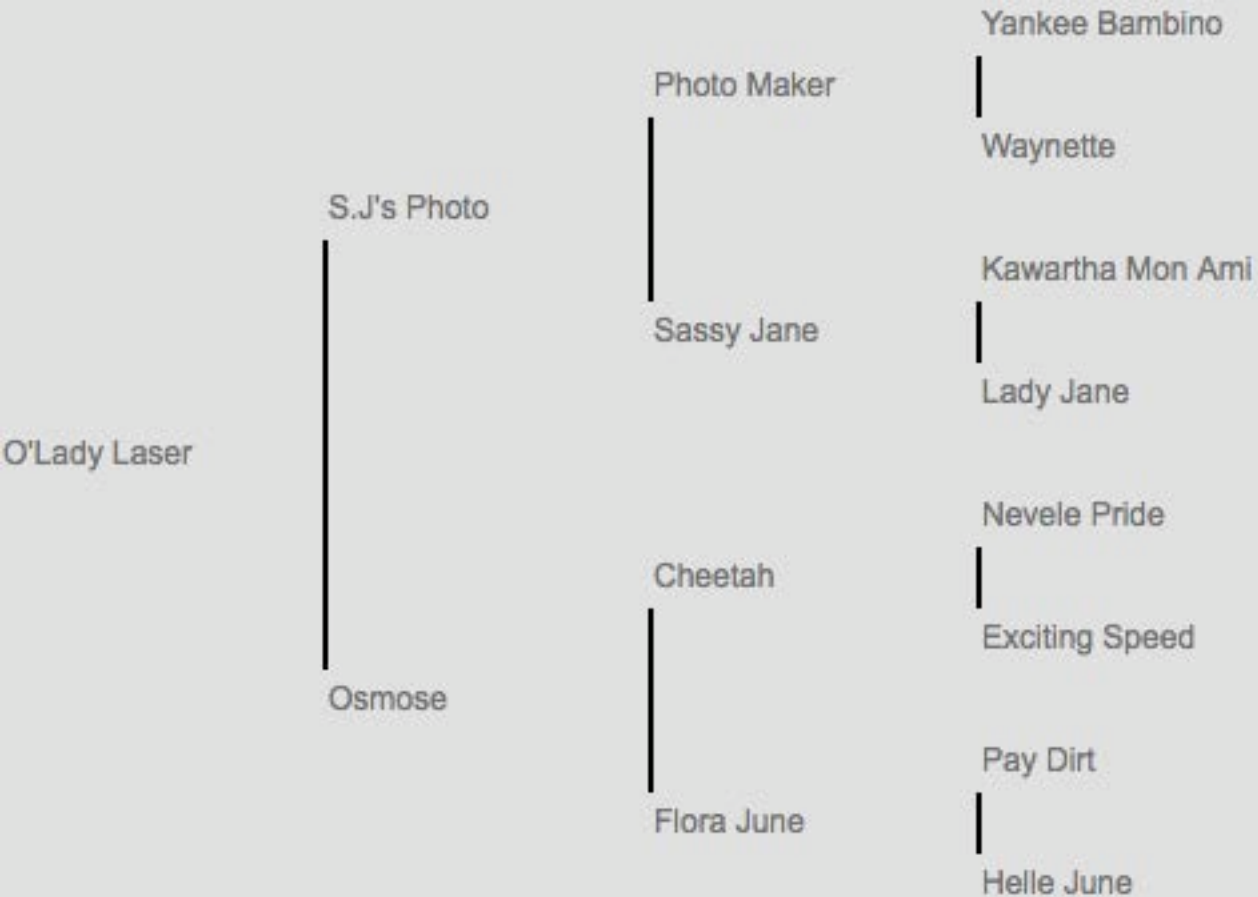 Yankee Bambino
Photo Maker
Waynette
S.J's Photo
Kawartha Mon Ami
Sassy Jane
Lady Jane
O'Lady Laser
Nevele Pride
Cheetah
Exciting Speed
Osmose
Pay Dirt
Flora June
Helle June